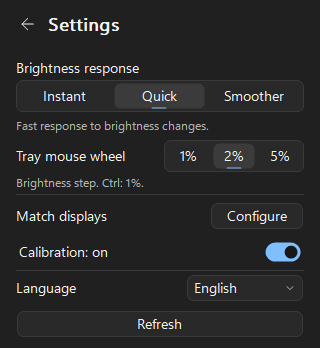 Settings
Brightness response
Instant Quick Smoother
Fast response to brightness changes.
Tray mouse wheel 1% 2% 5%
Brightness step. Ctrl: 1%.
Match displays Configure
Calibration: on
Language English
Refresh